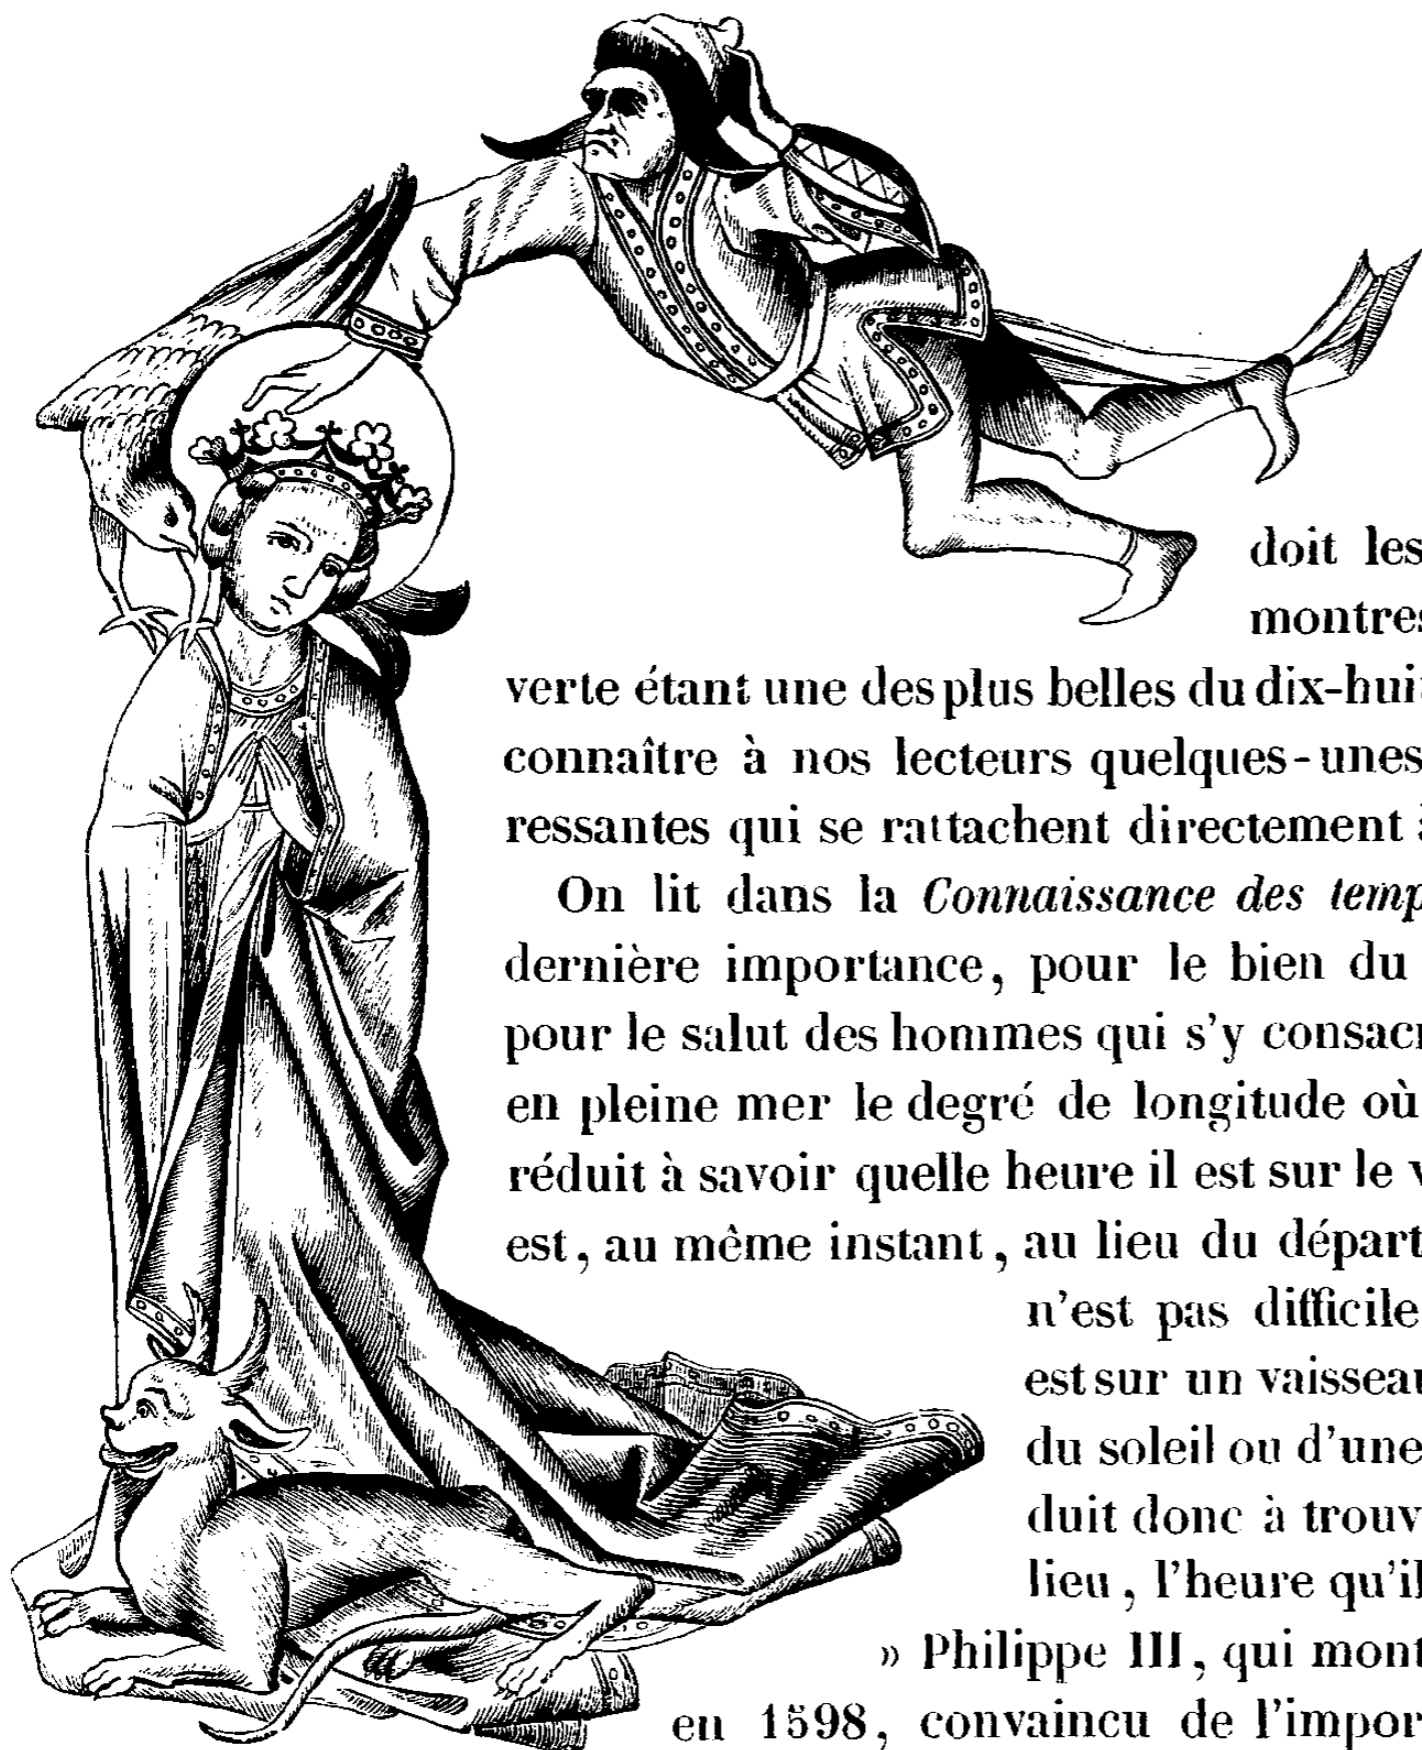 doit les
montres
verte étant une des plus belles du dix-hui
connaître à nos lecteurs quelques-unes
ressantes qui se rattachent directement
On lit dans la Connaissance des temp
dernière importance, pour le bien du
pour le salut des hommes qui s'y consac
en pleine mer le degré de longitude où
réduit à savoir quelle heure il est sur le v
est, au même instant, au lieu du départ
n'est pas difficile
est sur un vaisseau
du soleil ou d'une
duit donc à trouv
lieu, l'heure qu'il
» Philippe III, qui mont
en 1598, convaincu de l'impor